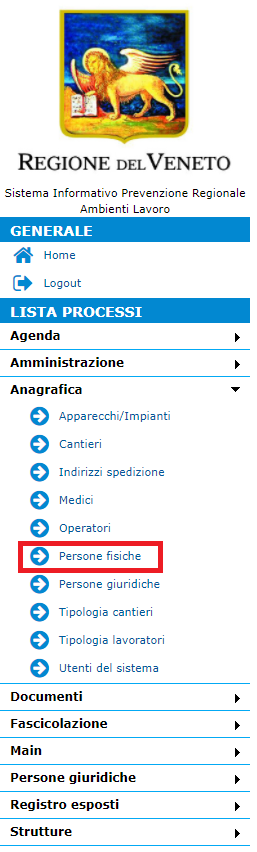 REGIONE DEL VENETO
Sistema Informativo Prevenzione Regionale
Ambienti Lavoro
GENERALE
Home
Logout
LISTA PROCESSI
Agenda
Amministrazione
Anagrafica
Apparecchi/Impianti
Cantieri
Indirizzi spedizione
Medici
Operatori
Persone fisiche
Persone giuridiche
Tipologia cantieri
Tipologia lavoratori
Utenti del sistema
Documenti
Fascicolazione
Main
Persone giuridiche
Registro esposti
Strutture